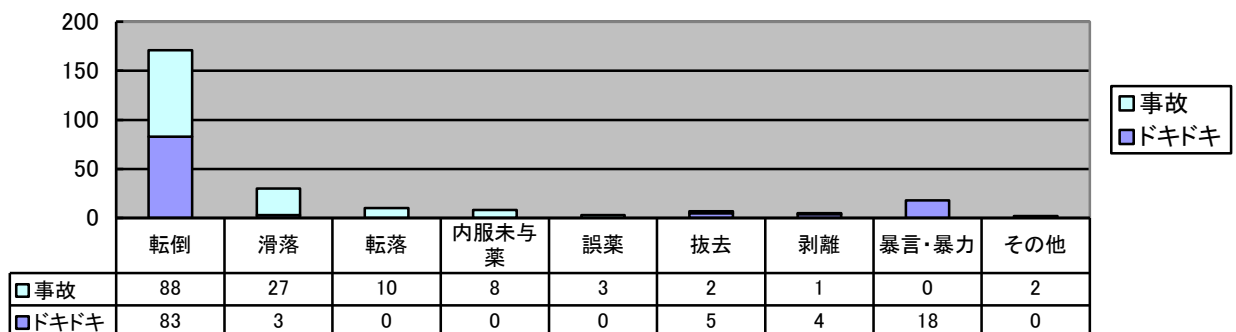 200
150
100
50
0
事故
ドキドキ
転倒 滑落 転落 内服未与 誤薬 抜去 剥離 暴言・暴力 その他
薬
事故 88 27 10 8 3 2 1 0 2
ドキドキ 83 3 0 0 0 5 4 18 0